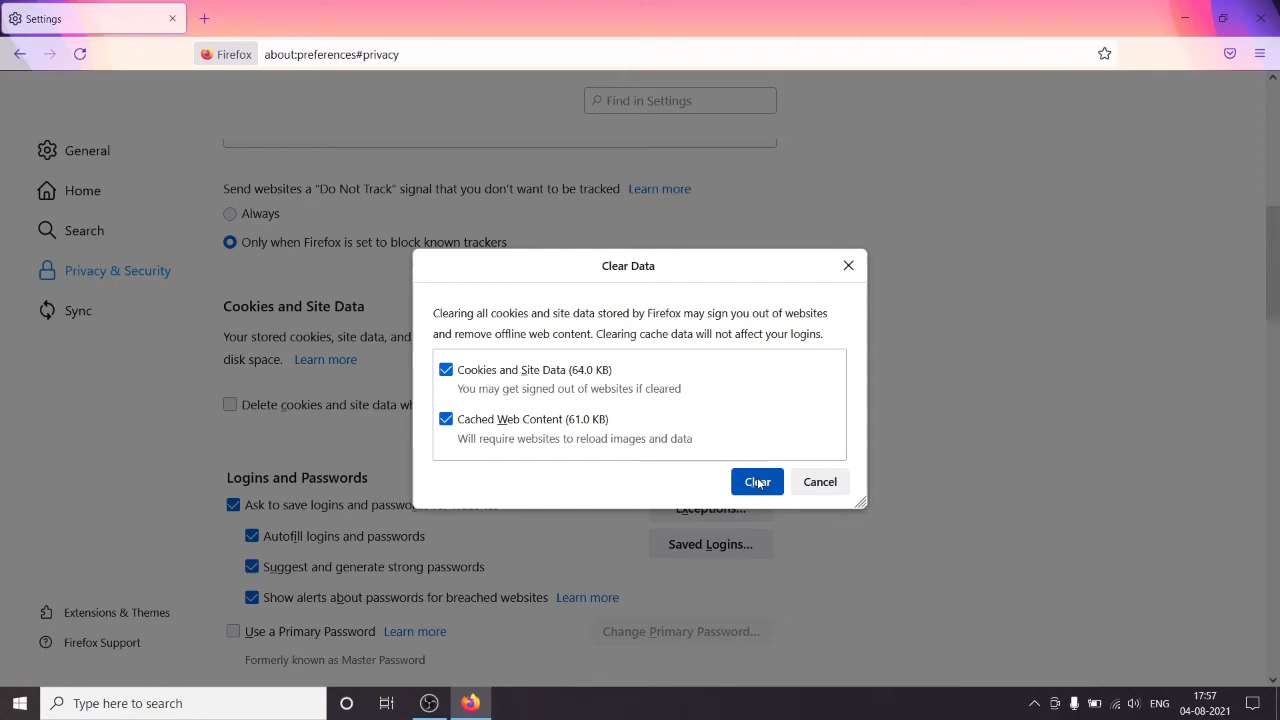 Settings
Firefox
about:preferences#privacy
Find in Settings
General
Home
Search
Privacy & Security
Sync
Extensions & Themes
Firefox Support
Send websites a “Do Not Track” signal that you don’t want to be tracked Learn more
Always
Only when Firefox is set to block known trackers
Cookies and Site Data
Your stored cookies, site data, and
disk space. Learn more
Delete cookies and site data
Clear Data
Clearing all cookies and site data stored by Firefox may sign you out of websites
and remove offline web content. Clearing cache data will not affect your logins.
Cookies and Site Data (64.0 KB)
You may get signed out of websites if cleared
Cached Web Content (61.0 KB)
Will require websites to reload images and data
Clear
Cancel
Logins and Passwords
Ask to save logins and passwords for websites
Exceptions...
Autofill logins and passwords
Saved Logins...
Suggest and generate strong passwords
Show alerts about passwords for breached websites Learn more
Use a Primary Password Learn more
Change Primary Password...
Formerly known as Master Password
Type here to search
ENG
17:57
04-08-2021